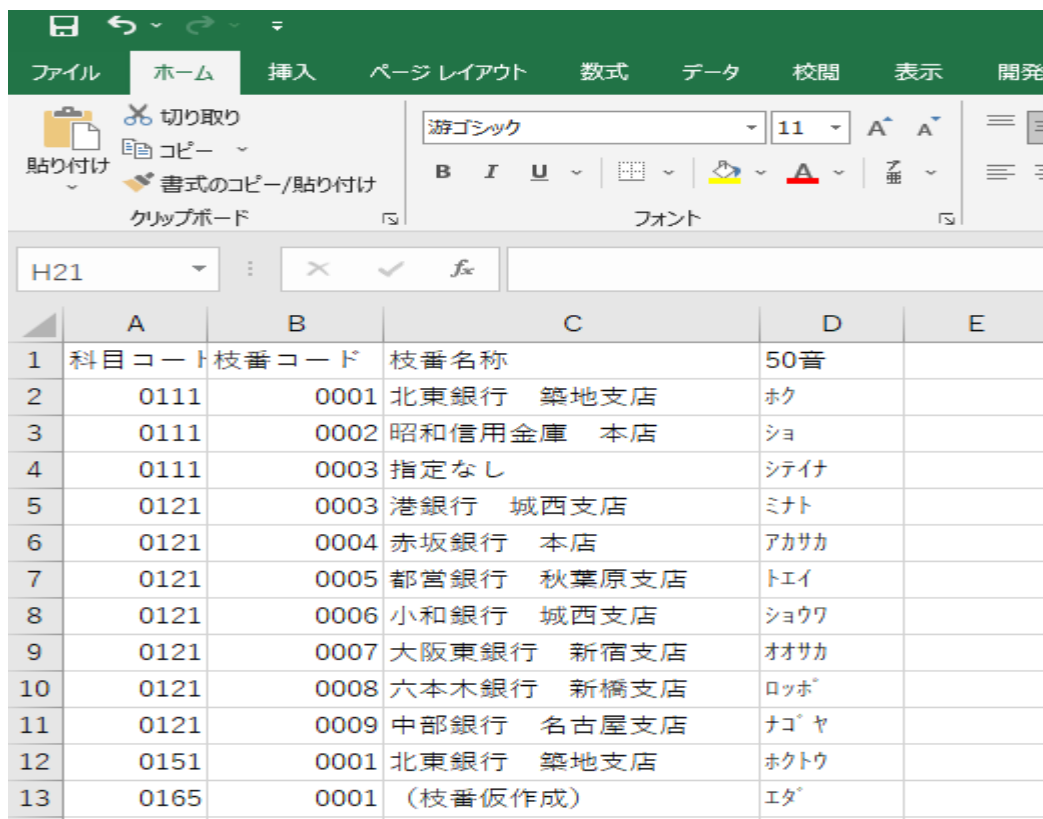 ファイル ホーム 挿入 ページ レイアウト 数式 データ 校閲 表示 開発
貼り付け
切り取り
コピー
書式のコピー/貼り付け
クリップボード
游ゴシック 11 A A
B I U A
フォント
H21 fx
A B C D E
1 科目コード 枝番コード 枝番名称 50音
2 0111 0001 北東銀行　築地支店 ﾎｸ
3 0111 0002 昭和信用金庫　本店 ｼｮ
4 0111 0003 指定なし ｼﾃｲﾅ
5 0121 0003 港銀行　城西支店 ﾐﾅﾄ
6 0121 0004 赤坂銀行　本店 ｱｶｻｶ
7 0121 0005 都営銀行　秋葉原支店 ﾄｴｲ
8 0121 0006 小和銀行　城西支店 ｼｮｳﾜ
9 0121 0007 大阪東銀行　新宿支店 ｵｵｻｶ
10 0121 0008 六本木銀行　新橋支店 ﾛｯﾎﾟ
11 0121 0009 中部銀行　名古屋支店 ﾅｺﾞﾔ
12 0151 0001 北東銀行　築地支店 ﾎｸﾄｳ
13 0165 0001 （枝番仮作成） ｴﾀﾞ